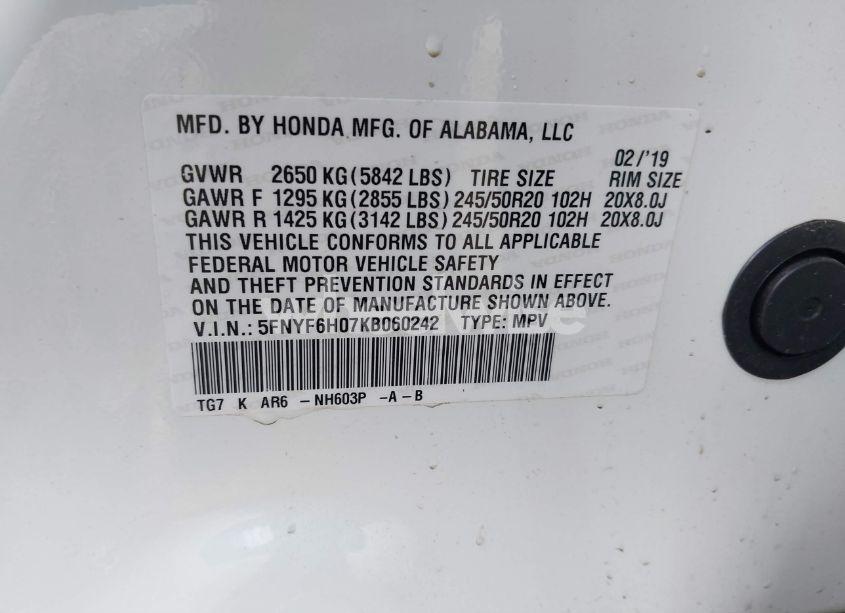 MFD. BY HONDA MFG. OF ALABAMA, LLC
02/'19
GVWR 2650 KG(5842 LBS) TIRE SIZE RIM SIZE
GAWR F 1295 KG(2855 LBS) 245/50R20 102H 20X8.0J
GAWR R 1425 KG(3142 LBS) 245/50R20 102H 20X8.0J
THIS VEHICLE CONFORMS TO ALL APPLICABLE
FEDERAL MOTOR VEHICLE SAFETY
AND THEFT PREVENTION STANDARDS IN EFFECT
ON THE DATE OF MANUFACTURE SHOWN ABOVE.
V.I.N.: 5FNYF6H07KB060242 TYPE: MPV
TG7 K AR6 -NH603P -A-B